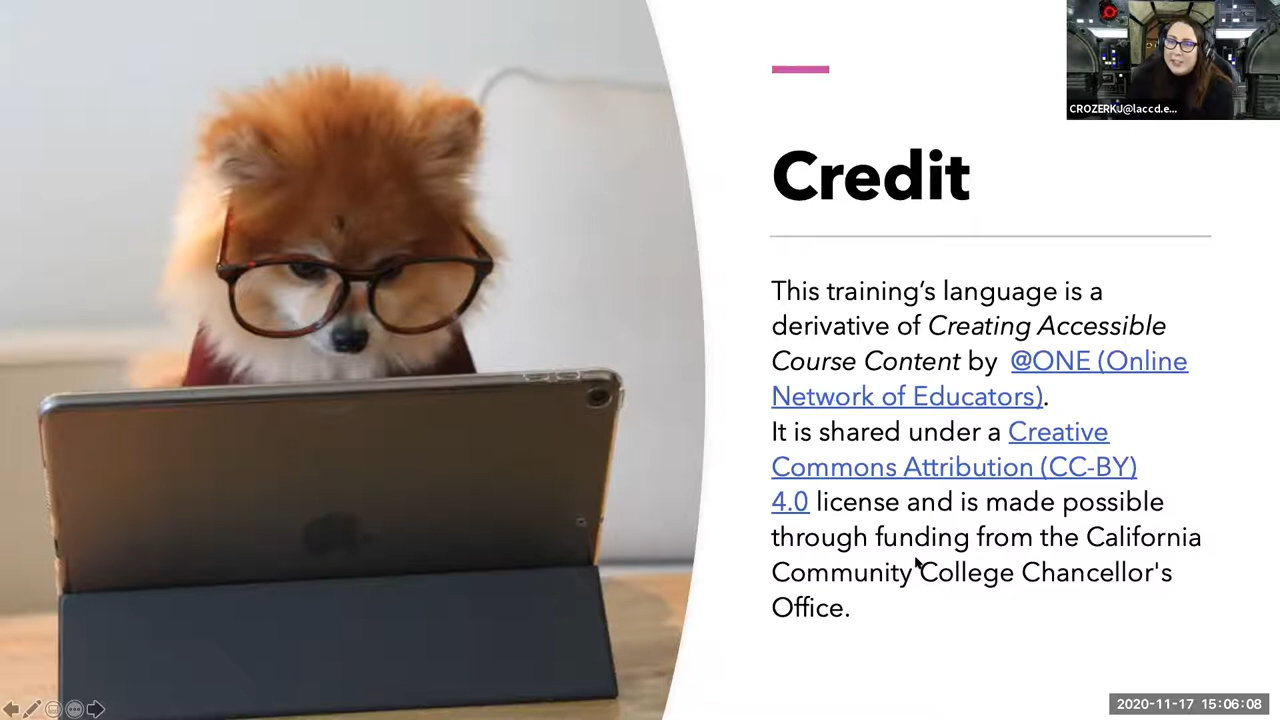 CROZERKU@laccd.e...
Credit
This training’s language is a
derivative of Creating Accessible
Course Content by @ONE (Online
Network of Educators).
It is shared under a Creative
Commons Attribution (CC-BY)
4.0 license and is made possible
through funding from the California
Community College Chancellor's
Office.
2020-11-17 15:06:08